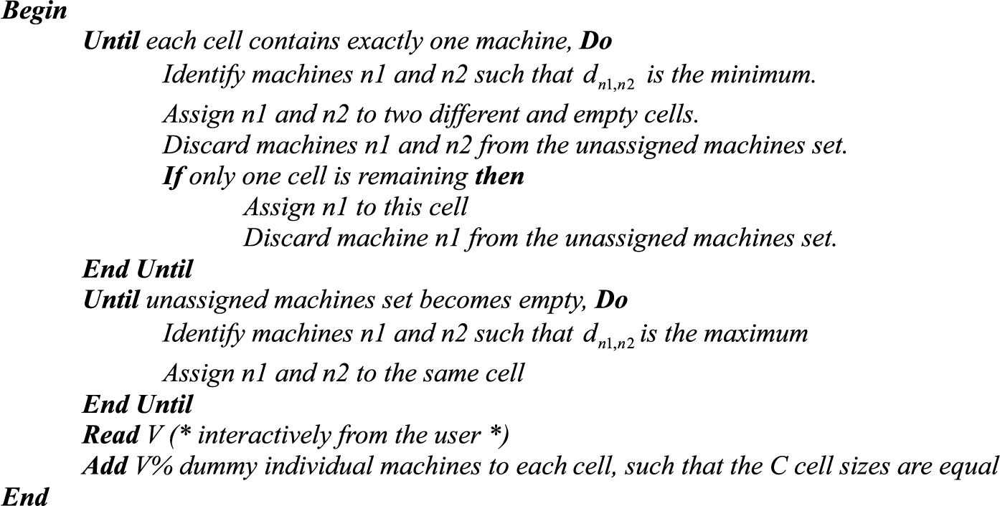 Begin
Until each cell contains exactly one machine, Do
Identify machines n1 and n2 such that d_{n1,n2} is the minimum.
Assign n1 and n2 to two different and empty cells.
Discard machines n1 and n2 from the unassigned machines set.
If only one cell is remaining then
Assign n1 to this cell
Discard machine n1 from the unassigned machines set.
End Until
Until unassigned machines set becomes empty, Do
Identify machines n1 and n2 such that d_{n1,n2} is the maximum
Assign n1 and n2 to the same cell
End Until
Read V (* interactively from the user *)
Add V% dummy individual machines to each cell, such that the C cell sizes are equal
End